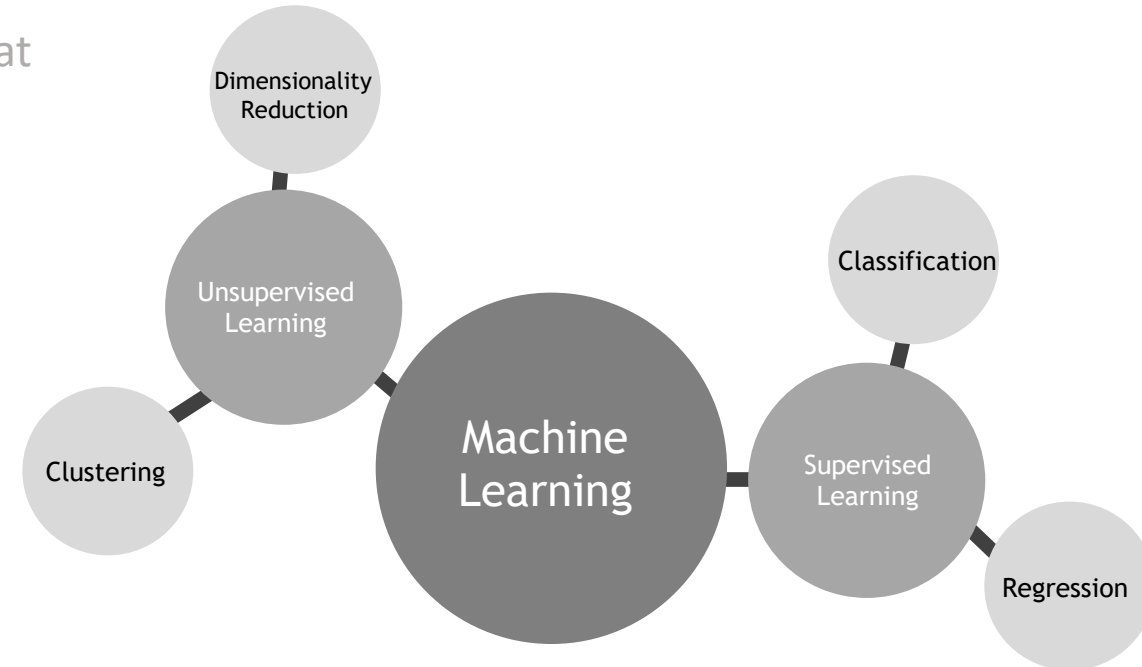 at
Dimensionality
Reduction
Unsupervised
Learning
Classification
Machine
Learning
Clustering
Supervised
Learning
Regression